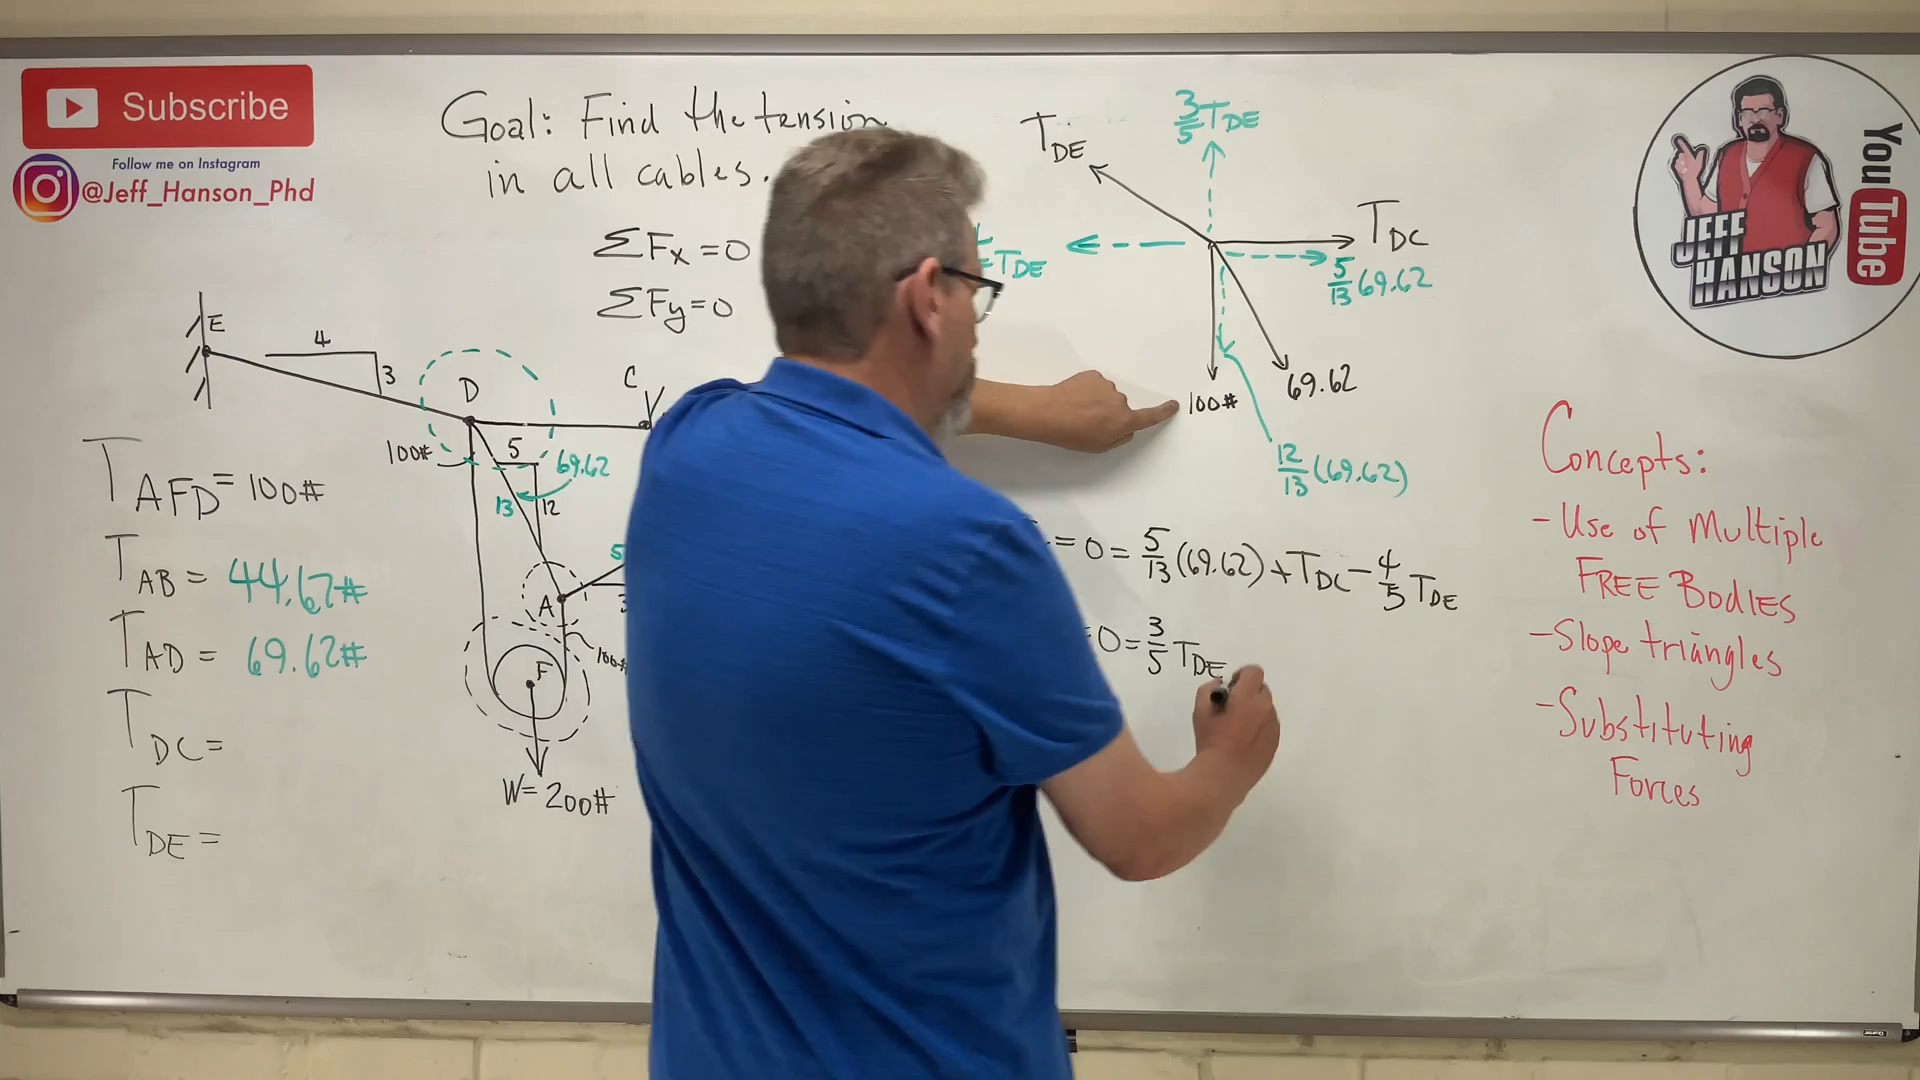 Subscribe
Follow me on Instagram
@Jeff_Hanson_Phd
Goal: Find the tension
in all cables.
ΣFx = 0
ΣFy = 0
E
4
3
D
C
100#
5
69.62
13
12
A
5
100#
F
W = 200#
T AFD = 100#
T AB = 44.67#
T AD = 69.62#
T DC =
T DE =
T DE
3/5 T DE
T DC
T DE
5/13 69.62
69.62
100#
12/13 (69.62)
= 0 = 5/13 (69.62) + T DC - 4/5 T DE
0 = 3/5 T DE
Concepts:
- Use of Multiple
FREE BODIES
- Slope triangles
- Substituting
Forces
JEFF
HANSON
YouTube